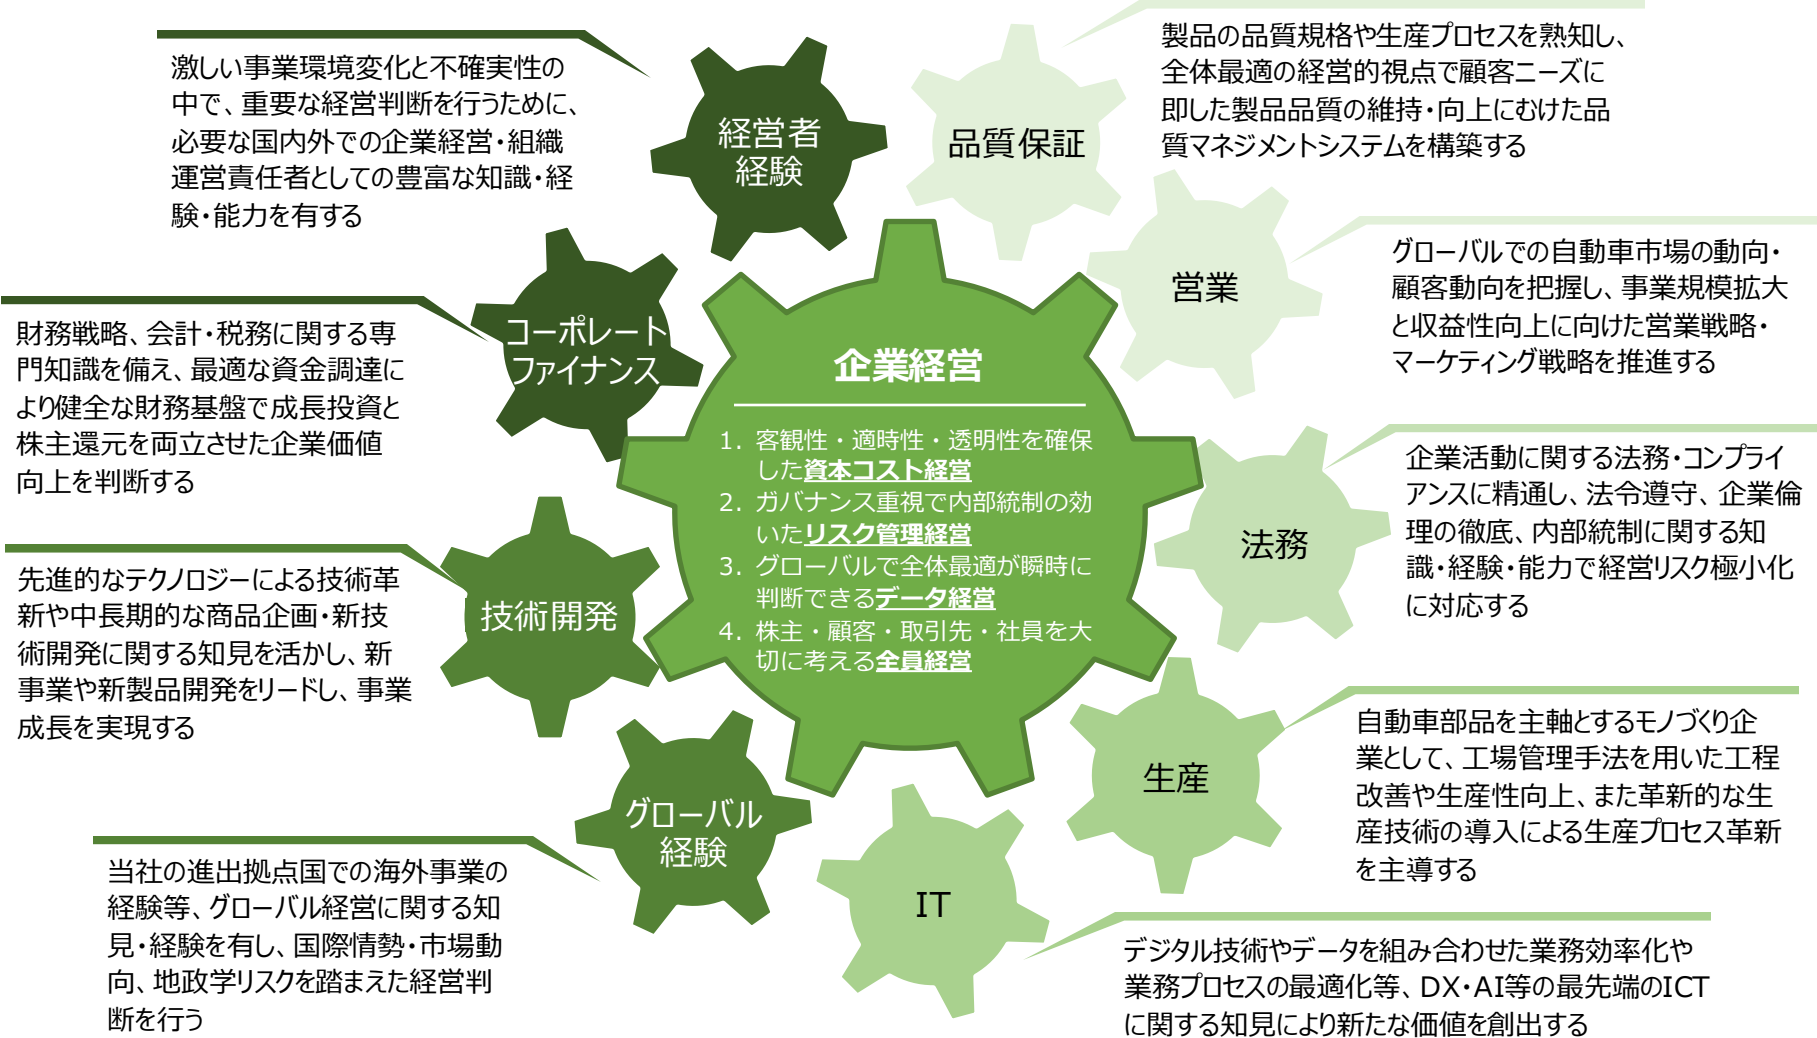 激しい事業環境変化と不確実性の
中で、重要な経営判断を行うために、
必要な国内外での企業経営・組織
運営責任者としての豊富な知識・経
験・能力を有する
経営者
経験
品質保証
製品の品質規格や生産プロセスを熟知し、
全体最適の経営的視点で顧客ニーズに
即した製品品質の維持・向上にむけた品
質マネジメントシステムを構築する
営業
グローバルでの自動車市場の動向・
顧客動向を把握し、事業規模拡大
と収益性向上に向けた営業戦略・
マーケティング戦略を推進する
財務戦略、会計・税務に関する専
門知識を備え、最適な資金調達に
より健全な財務基盤で成長投資と
株主還元を両立させた企業価値
向上を判断する
コーポレート
ファイナンス
企業経営
1. 客観性・適時性・透明性を確保
した資本コスト経営
2. ガバナンス重視で内部統制の効
いたリスク管理経営
3. グローバルで全体最適が瞬時に
判断できるデータ経営
4. 株主・顧客・取引先・社員を大
切に考える全員経営
法務
企業活動に関する法務・コンプライ
アンスに精通し、法令遵守、企業倫
理の徹底、内部統制に関する知
識・経験・能力で経営リスク極小化
に対応する
先進的なテクノロジーによる技術革
新や中長期的な商品企画・新技
術開発に関する知見を活かし、新
事業や新製品開発をリードし、事業
成長を実現する
技術開発
生産
自動車部品を主軸とするモノづくり企
業として、工場管理手法を用いた工程
改善や生産性向上、また革新的な生
産技術の導入による生産プロセス革新
を主導する
グローバル
経験
当社の進出拠点国での海外事業の
経験等、グローバル経営に関する知
見・経験を有し、国際情勢・市場動
向、地政学リスクを踏まえた経営判
断を行う
IT
デジタル技術やデータを組み合わせた業務効率化や
業務プロセスの最適化等、DX・AI等の最先端のICT
に関する知見により新たな価値を創出する